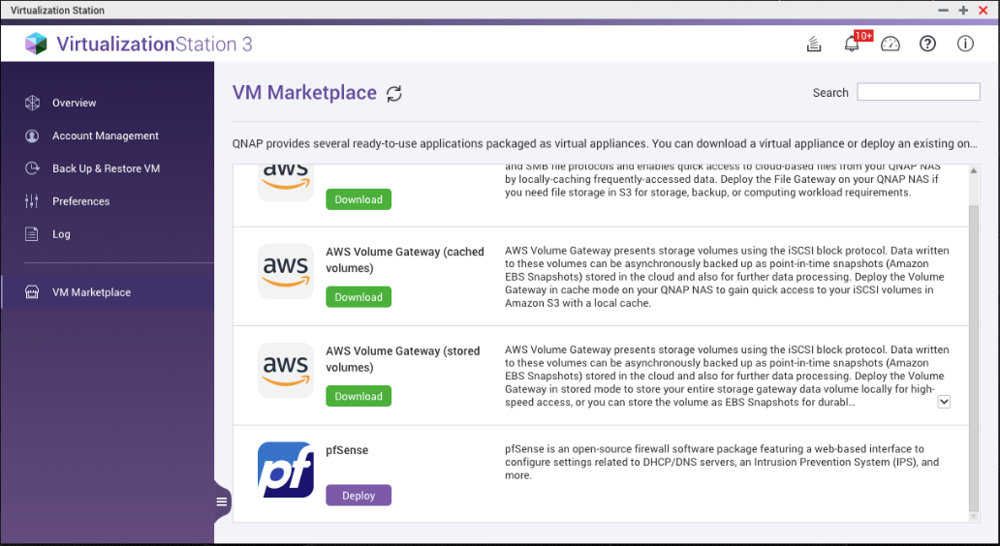 Virtualization Station
VirtualizationStation 3
10+
Overview
Account Management
Back Up & Restore VM
Preferences
Log
VM Marketplace
VM Marketplace
Search
QNAP provides several ready-to-use applications packaged as virtual appliances. You can download a virtual appliance or deploy an existing on...
aws
Download
and SMB file protocols and enables quick access to cloud-based files from your QNAP NAS
by locally-caching frequently-accessed data. Deploy the File Gateway on your QNAP NAS if
you need file storage in S3 for storage, backup, or computing workload requirements.
aws
AWS Volume Gateway (cached
volumes)
Download
AWS Volume Gateway presents storage volumes using the iSCSI block protocol. Data written
to these volumes can be asynchronously backed up as point-in-time snapshots (Amazon
EBS Snapshots) stored in the cloud and also for further data processing. Deploy the Volume
Gateway in cache mode on your QNAP NAS to gain quick access to your iSCSI volumes in
Amazon S3 with a local cache.
aws
AWS Volume Gateway (stored
volumes)
Download
AWS Volume Gateway presents storage volumes using the iSCSI block protocol. Data written
to these volumes can be asynchronously backed up as point-in-time snapshots (Amazon
EBS Snapshots) stored in the cloud and also for further data processing. Deploy the Volume
Gateway in stored mode to store your entire storage gateway data volume locally for high-
speed access, or you can store the volume as EBS Snapshots for durabl...
pf
pfSense
Deploy
pfSense is an open-source firewall software package featuring a web-based interface to
configure settings related to DHCP/DNS servers, an Intrusion Prevention System (IPS), and
more.